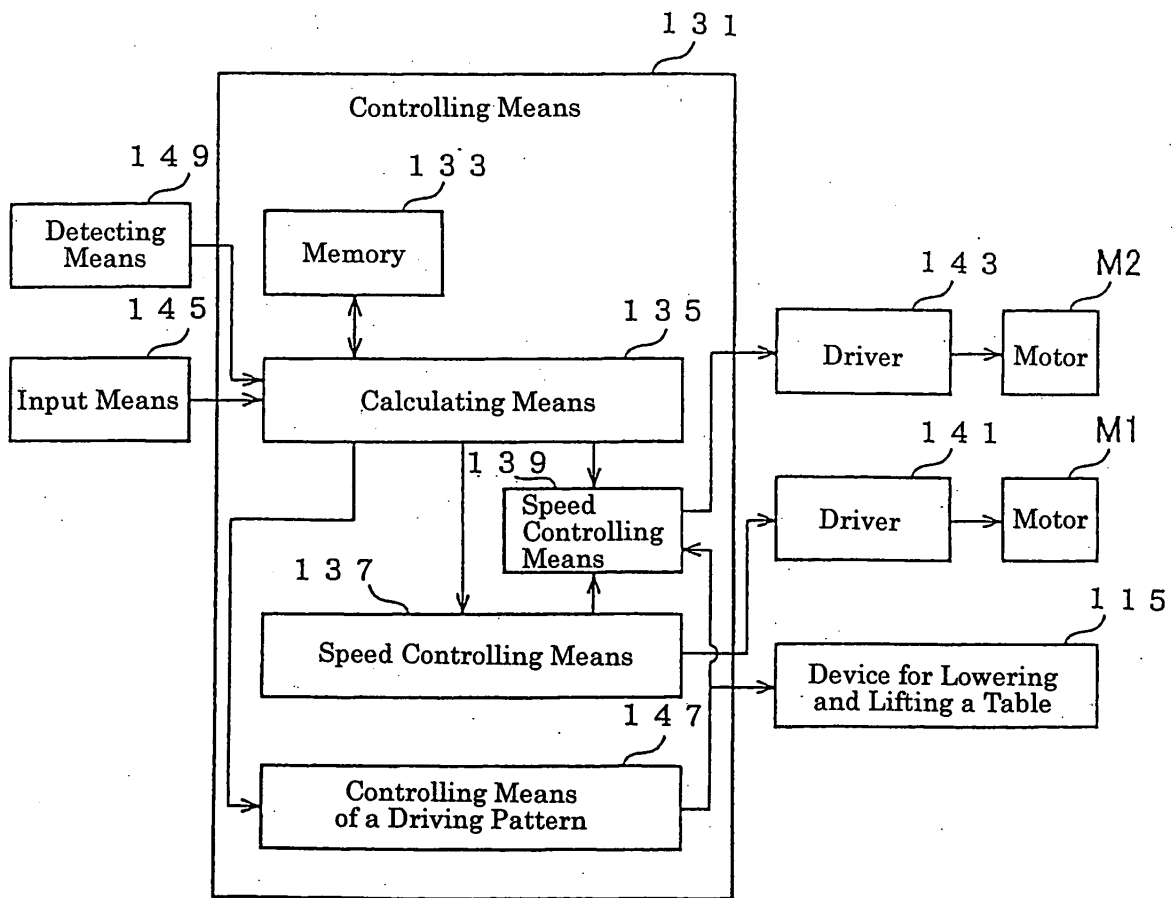 131
Controlling Means
149
133
Detecting
Means
Memory
143
M2
145
135
Driver
Motor
Input Means
Calculating Means
139
141
M1
Speed
Controlling
Means
Driver
Motor
137
115
Speed Controlling Means
Device for Lowering
and Lifting a Table
147
Controlling Means
of a Driving Pattern